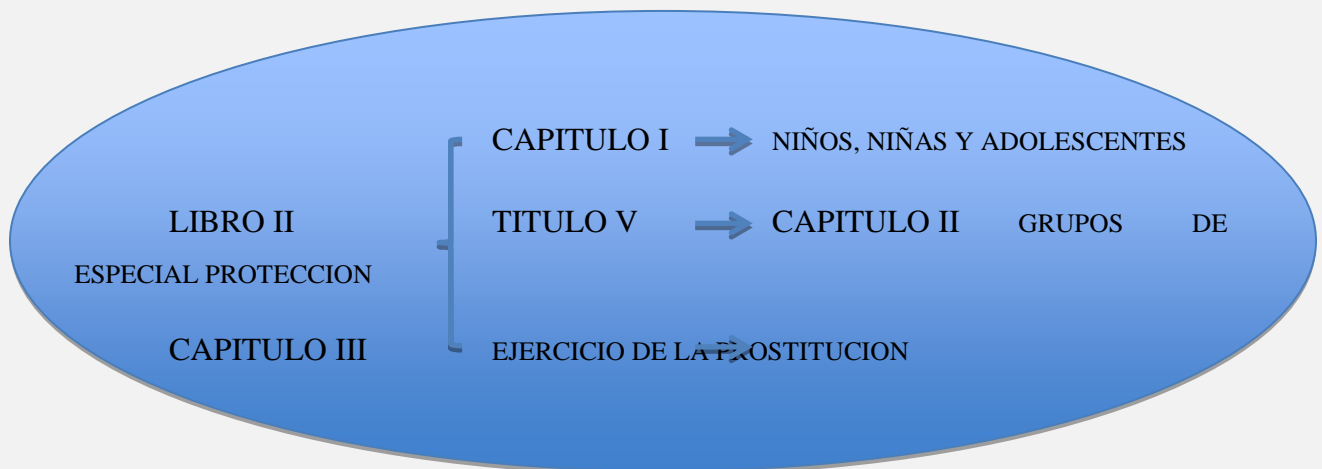 CAPITULO I NIÑOS, NIÑAS Y ADOLESCENTES
LIBRO II TITULO V CAPITULO II GRUPOS DE
ESPECIAL PROTECCION
CAPITULO III EJERCICIO DE LA PROSTITUCION